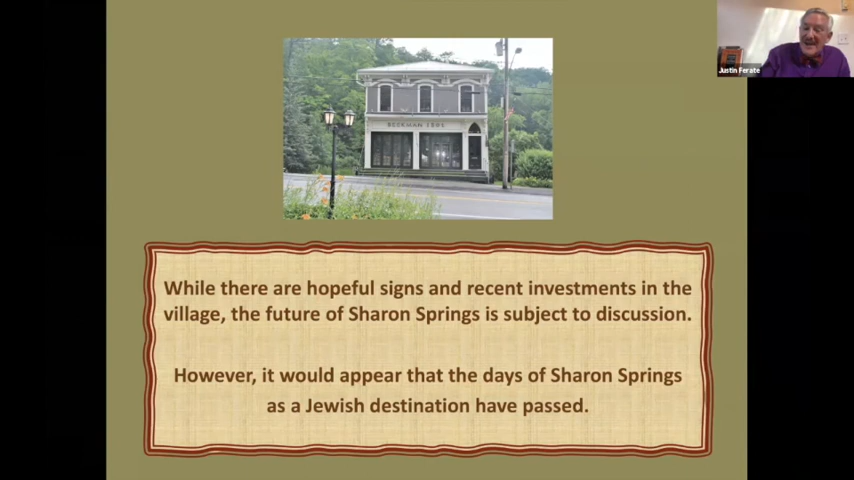 Justin Ferate
BEEKMAN 1802
While there are hopeful signs and recent investments in the
village, the future of Sharon Springs is subject to discussion.
However, it would appear that the days of Sharon Springs
as a Jewish destination have passed.